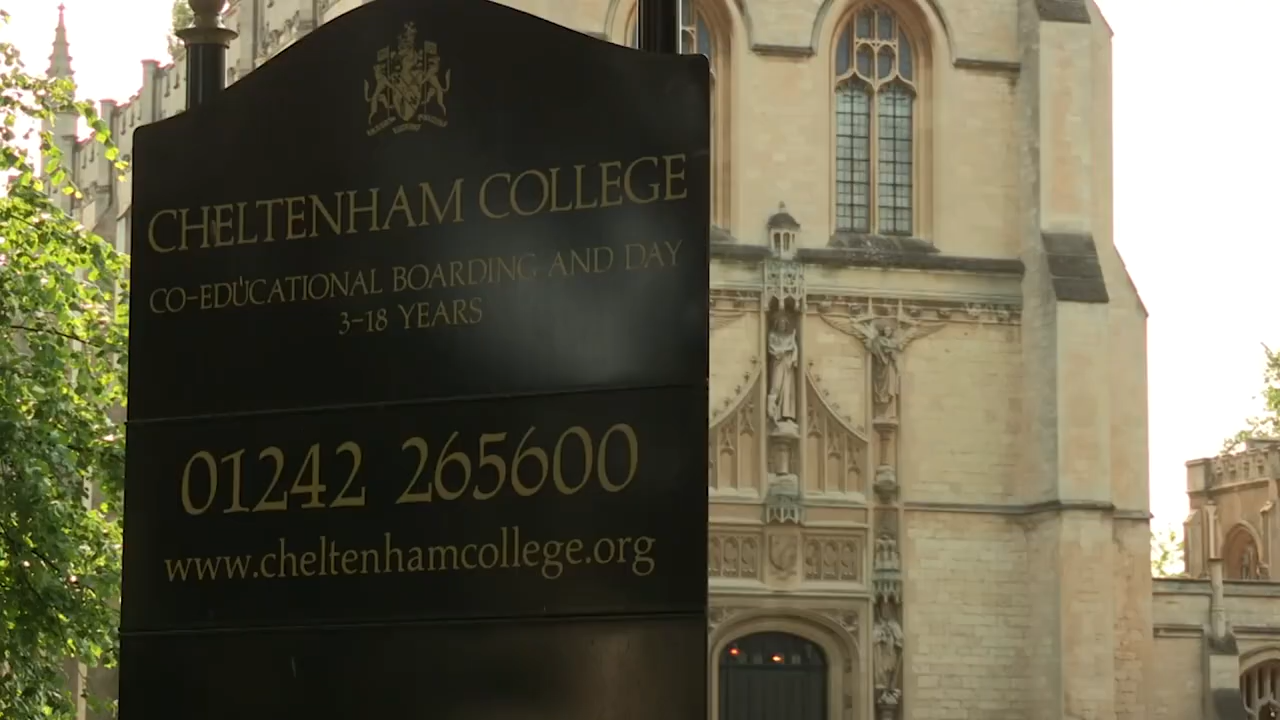 CHELTENHAM COLLEGE
CO-EDUCATIONAL BOARDING AND DAY
3-18 YEARS
01242 265600
www.cheltenhamcollege.org